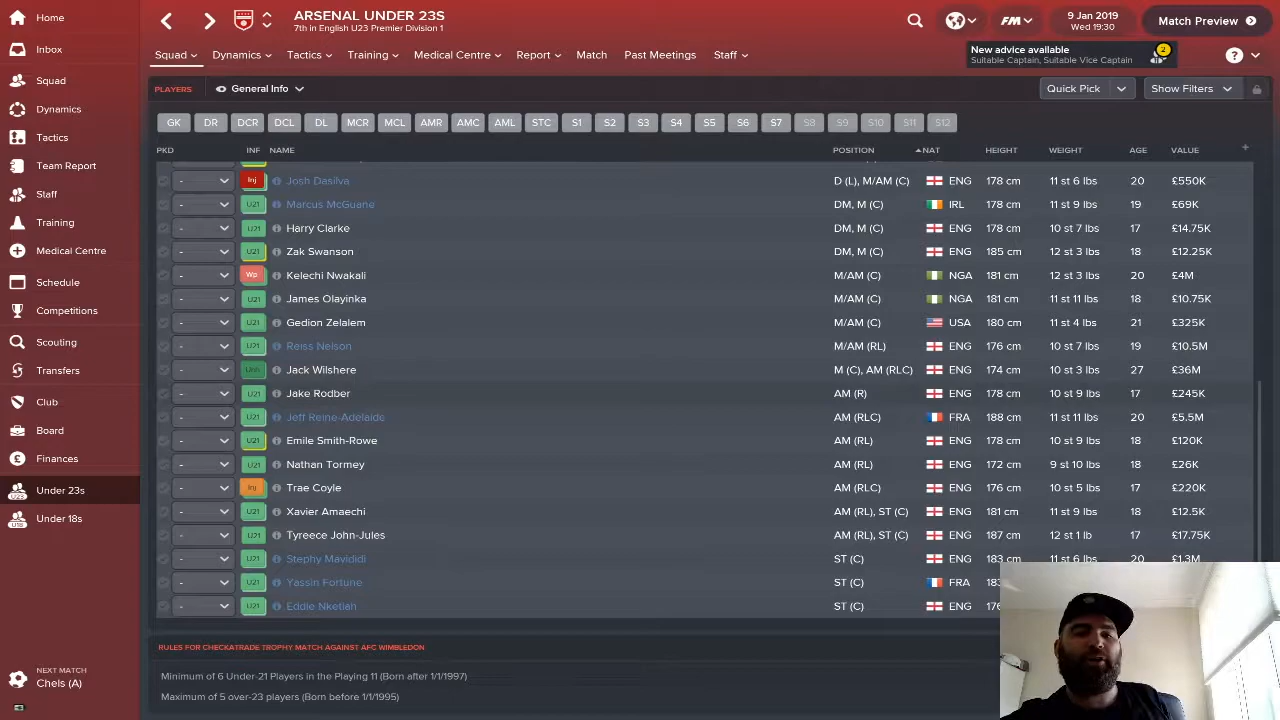 Home
Inbox
Squad
Dynamics
Tactics
Team Report
Staff
Training
Medical Centre
Schedule
Competitions
Scouting
Transfers
Club
Board
Finances
Under 23s
Under 18s
NEXT MATCH
Chels (A)
ARSENAL UNDER 23S
7th in English U23 Premier Division 1
FM
9 Jan 2019
Wed 19:30
Match Preview
Squad Dynamics Tactics Training Medical Centre Report Match Past Meetings Staff
New advice available
Suitable Captain, Suitable Vice Captain
2
?
PLAYERS General Info Quick Pick Show Filters
GK DR DCR DCL DL MCR MCL AMR AMC AML STC S1 S2 S3 S4 S5 S6 S7 S8 S9 S10 S11 S12
PKD INF NAME POSITION NAT HEIGHT WEIGHT AGE VALUE
- Inj Josh Dasilva D (L), M/AM (C) ENG 178 cm 11 st 6 lbs 20 £550K
- U21 Marcus McGuane DM, M (C) IRL 178 cm 11 st 9 lbs 19 £69K
- U21 Harry Clarke DM, M (C) ENG 178 cm 10 st 7 lbs 17 £14.75K
- U21 Zak Swanson DM, M (C) ENG 185 cm 12 st 3 lbs 18 £12.25K
- Wp Kelechi Nwakali M/AM (C) NGA 181 cm 12 st 3 lbs 20 £4M
- U21 James Olayinka M/AM (C) NGA 181 cm 11 st 11 lbs 18 £10.75K
- U21 Gedion Zelalem M/AM (C) USA 180 cm 11 st 4 lbs 21 £325K
- U21 Reiss Nelson M/AM (RL) ENG 176 cm 10 st 7 lbs 19 £10.5M
- Jack Wilshere M (C), AM (RLC) ENG 174 cm 10 st 3 lbs 27 £36M
- U21 Jake Rodber AM (R) ENG 178 cm 10 st 9 lbs 17 £245K
- U21 Jeff Reine-Adelaide AM (RLC) FRA 188 cm 11 st 11 lbs 20 £5.5M
- U21 Emile Smith-Rowe AM (RL) ENG 178 cm 10 st 9 lbs 18 £120K
- U21 Nathan Tormey AM (RL) ENG 172 cm 9 st 10 lbs 18 £26K
- Inj Trae Coyle AM (RLC) ENG 176 cm 10 st 5 lbs 17 £220K
- U21 Xavier Amaechi AM (RL), ST (C) ENG 181 cm 11 st 9 lbs 18 £12.5K
- U21 Tyreece John-Jules AM (RL), ST (C) ENG 187 cm 12 st 1 lb 17 £17.75K
- U21 Stephy Mavididi ST (C) ENG 183 cm 11 st 6 lbs 20 £1.3M
- U21 Yassin Fortune ST (C) FRA
- U21 Eddie Nketiah ST (C) ENG
RULES FOR CHECKATRADE TROPHY MATCH AGAINST AFC WIMBLEDON
Minimum of 6 Under-21 Players in the Playing 11 (Born after 1/1/1997)
Maximum of 5 over-23 players (Born before 1/1/1995)